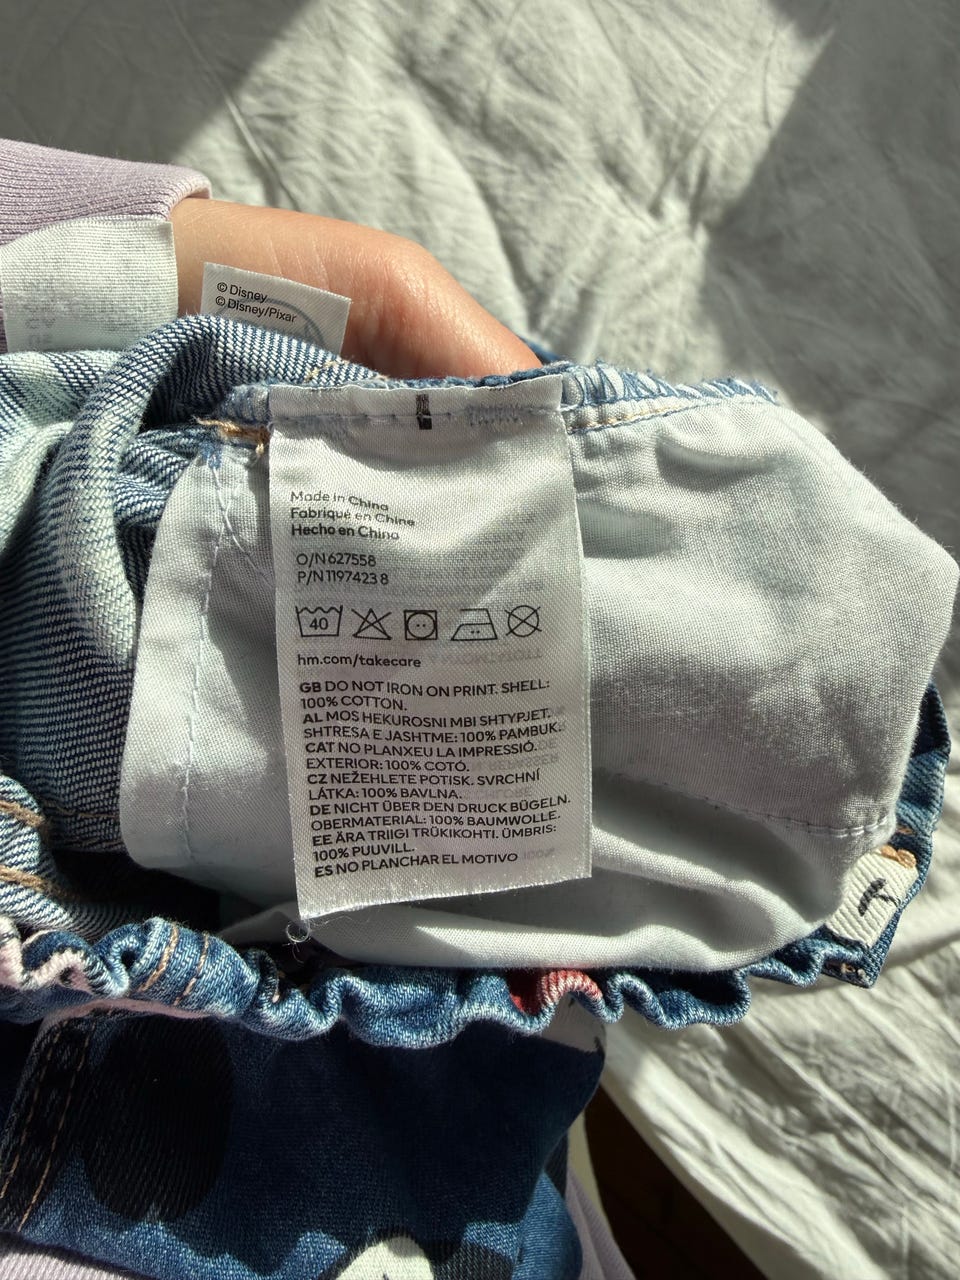 © Disney
© Disney/Pixar
Made in China
Fabriqué en Chine
Hecho en China
O/N 627558
P/N 1197423 8
40
hm.com/takecare
GB DO NOT IRON ON PRINT. SHELL:
100% COTTON.
AL MOS HEKUROSNI MBI SHTYPJET.
SHTRESA E JASHTME: 100% PAMBUK.
CAT NO PLANXEU LA IMPRESSIÓ.
EXTERIOR: 100% COTÓ.
CZ NEŽEHLETE POTISK. SVRCHNÍ
LÁTKA: 100% BAVLNA.
DE NICHT ÜBER DEN DRUCK BÜGELN.
OBERMATERIAL: 100% BAUMWOLLE.
EE ÄRA TRIIGI TRÜKIKOHTI. ÜMBRIS:
100% PUUVILL.
ES NO PLANCHAR EL MOTIVO